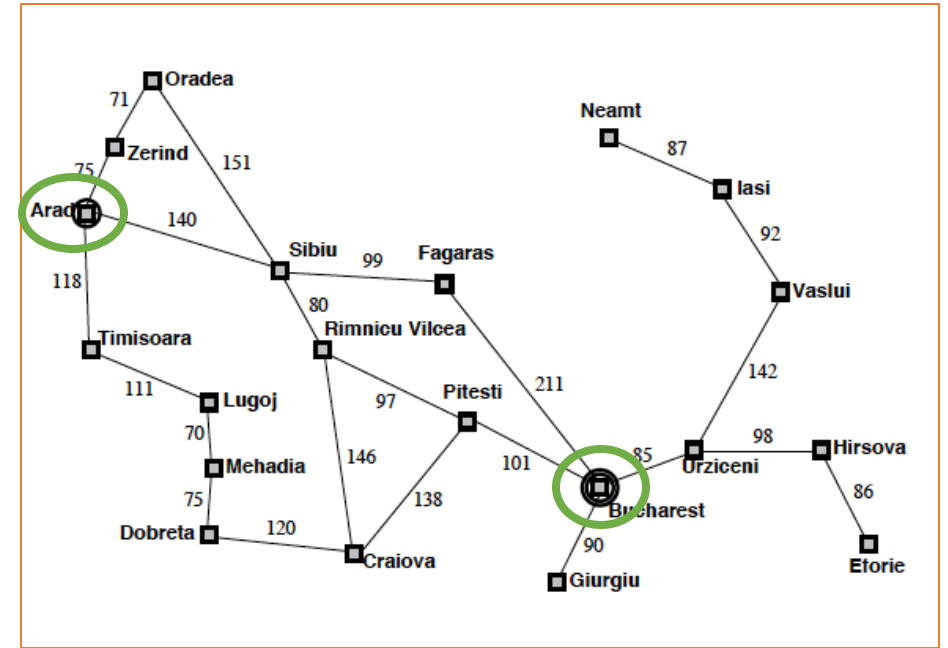 Oradea
71
Neamt
87
Zerind
151
75
Iasi
Arad
140
92
Sibiu
99
Fagaras
118
80
Vaslui
Timisoara
Rimnicu Vilcea
111
211
142
Lugoj
97
Pitesti
70
98
Hirsova
146
101
85
Urziceni
Mehadia
75
138
86
Bucharest
Dobreta
120
90
Craiova
Eforie
Giurgiu